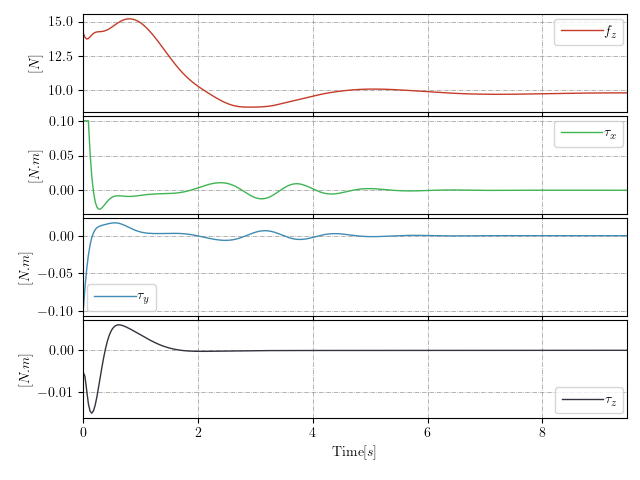 15.0
12.5
10.0
[N]
f_z
0.10
0.05
0.00
[N.m]
τ_x
0.00
−0.05
−0.10
[N.m]
τ_y
0.00
−0.01
[N.m]
τ_z
0 2 4 6 8
Time[s]